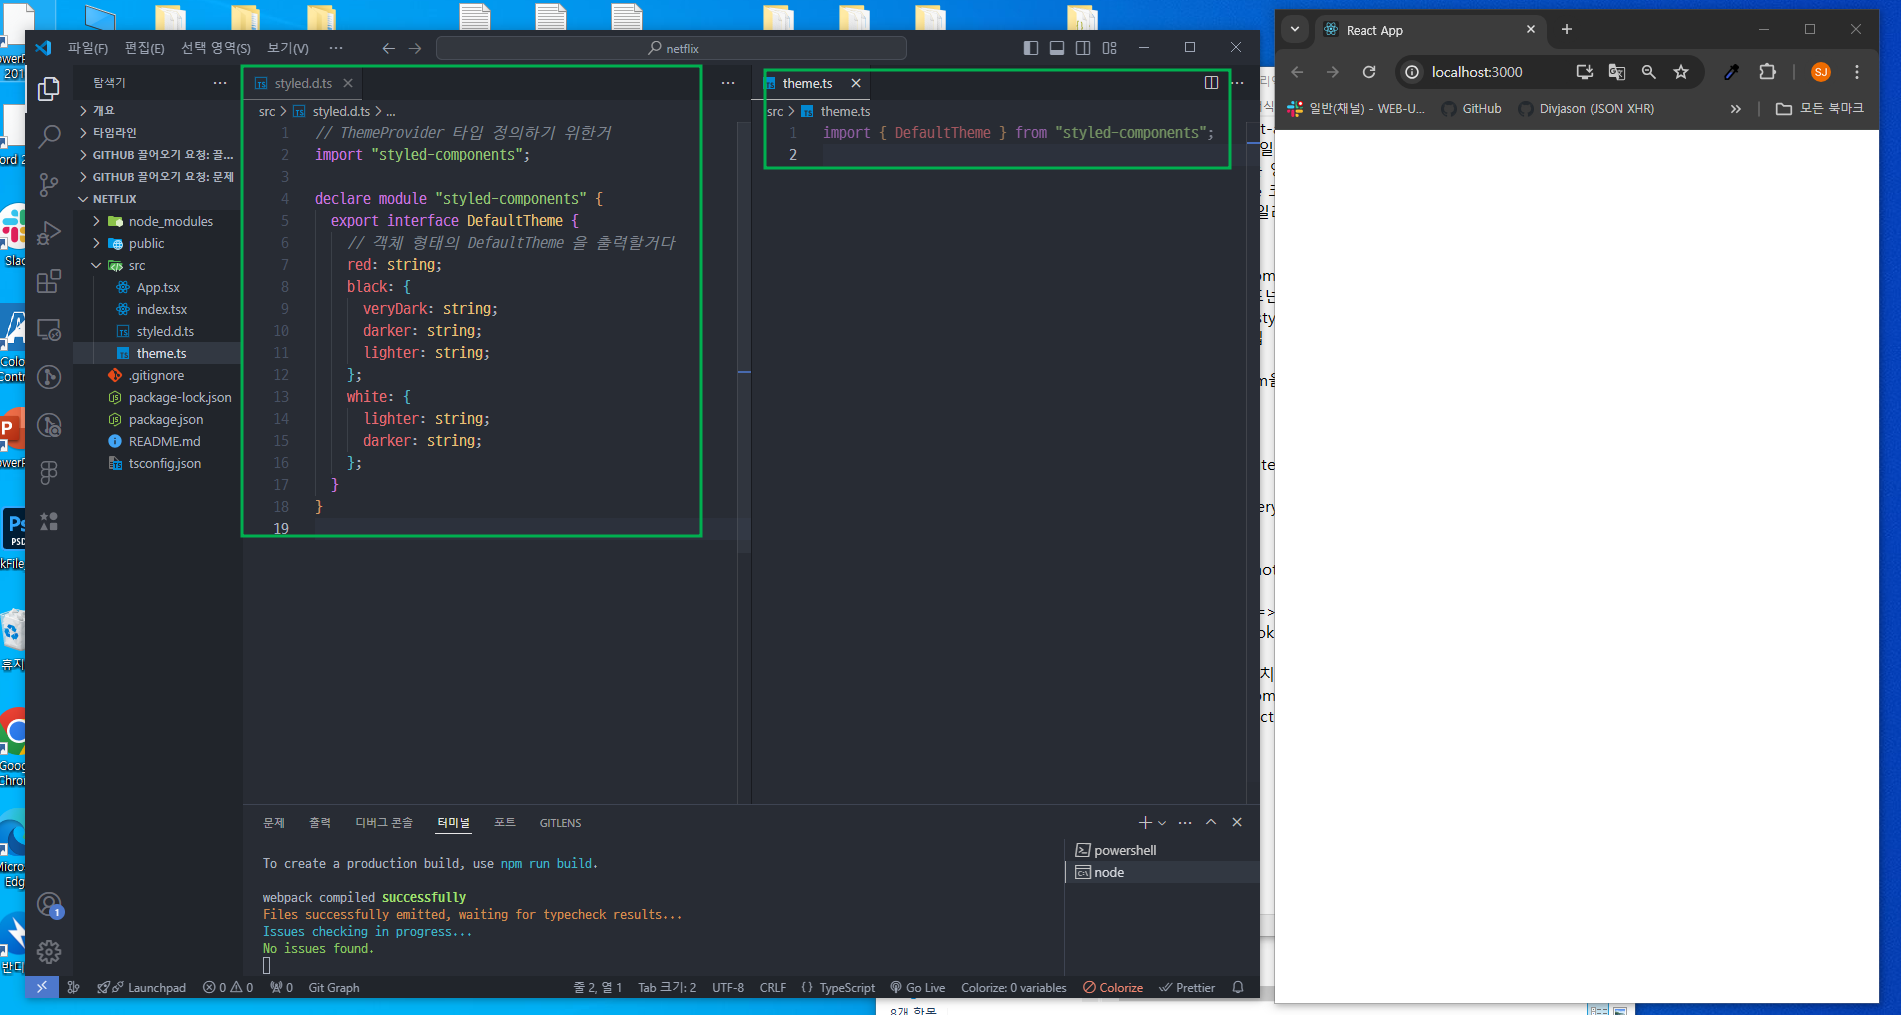 파일(F) 편집(E) 선택 영역(S) 보기(V) ··· netflix
탐색기 ···
개요
타임라인
GITHUB 끌어오기 요청: 끌...
GITHUB 끌어오기 요청: 문제
NETFLIX
node_modules
public
src
App.tsx
index.tsx
styled.d.ts
theme.ts
.gitignore
package-lock.json
package.json
README.md
tsconfig.json
styled.d.ts
src > styled.d.ts > ...
1 // ThemeProvider 타입 정의하기 위한거
2 import "styled-components";
3
4 declare module "styled-components" {
5 export interface DefaultTheme {
6 // 객체 형태의 DefaultTheme 을 출력할거다
7 red: string;
8 black: {
9 veryDark: string;
10 darker: string;
11 lighter: string;
12 };
13 white: {
14 lighter: string;
15 darker: string;
16 };
17 }
18 }
19
theme.ts
src > theme.ts
1 import { DefaultTheme } from "styled-components";
2
문제 출력 디버그 콘솔 터미널 포트 GITLENS
To create a production build, use npm run build.
webpack compiled successfully
Files successfully emitted, waiting for typecheck results...
Issues checking in progress...
No issues found.
powershell
node
Launchpad 0 0 0 Git Graph 줄 2, 열 1 Tab 크기: 2 UTF-8 CRLF { } TypeScript Go Live Colorize: 0 variables Colorize Prettier
React App
localhost:3000
SJ
일반(채널) - WEB-U... GitHub Divjason (JSON XHR) » 모든 북마크
8개 항목
휴지